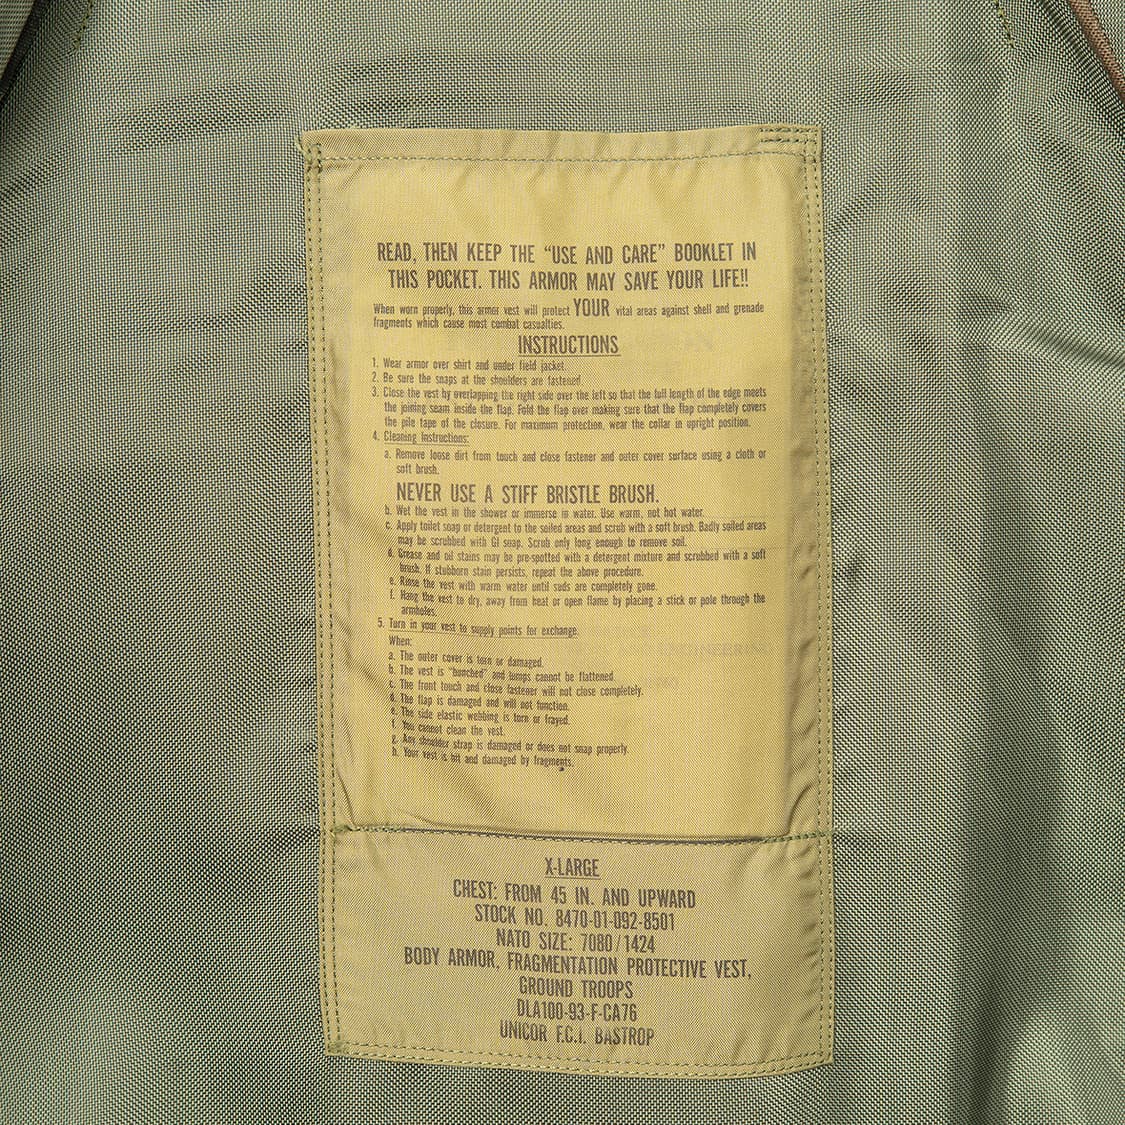 READ, THEN KEEP THE “USE AND CARE” BOOKLET IN
THIS POCKET. THIS ARMOR MAY SAVE YOUR LIFE!!
When worn properly, this armor vest will protect YOUR vital areas against shell and grenade
fragments which cause most combat casualties.
INSTRUCTIONS
1. Wear armor over shirt and under field jacket.
2. Be sure the snaps at the shoulders are fastened.
3. Close the vest by overlapping the right side over the left so that the full length of the edge meets
the joining seam inside the flap. Fold the flap over making sure that the flap completely covers
the pile tape of the closure. For maximum protection, wear the collar in upright position.
4. Cleaning Instructions:
a. Remove loose dirt from touch and close fastener and outer cover surface using a cloth or
soft brush.
NEVER USE A STIFF BRISTLE BRUSH.
b. Wet the vest in the shower or immerse in water. Use warm, not hot water.
c. Apply toilet soap or detergent to the soiled areas and scrub with a soft brush. Badly soiled areas
may be scrubbed with GI soap. Scrub only long enough to remove soil.
d. Grease and oil stains may be pre-spotted with a detergent mixture and scrubbed with a soft
brush. If stubborn stain persists, repeat the above procedure.
e. Rinse the vest with warm water until suds are completely gone.
f. Hang the vest to dry, away from heat or open flame by placing a stick or pole through the
armholes.
5. Turn in your vest to supply points for exchange.
When:
a. The outer cover is torn or damaged.
b. The vest is “bunched” and lumps cannot be flattened.
c. The front touch and close fastener will not close completely.
d. The flap is damaged and will not function.
e. The side elastic webbing is torn or frayed.
f. You cannot clean the vest.
g. Any shoulder strap is damaged or does not snap properly.
h. Your vest is hit and damaged by fragments.
X-LARGE
CHEST: FROM 45 IN. AND UPWARD
STOCK NO. 8470-01-092-8501
NATO SIZE: 7080/1424
BODY ARMOR, FRAGMENTATION PROTECTIVE VEST,
GROUND TROOPS
DLA100-93-F-CA76
UNICOR F.C.I. BASTROP